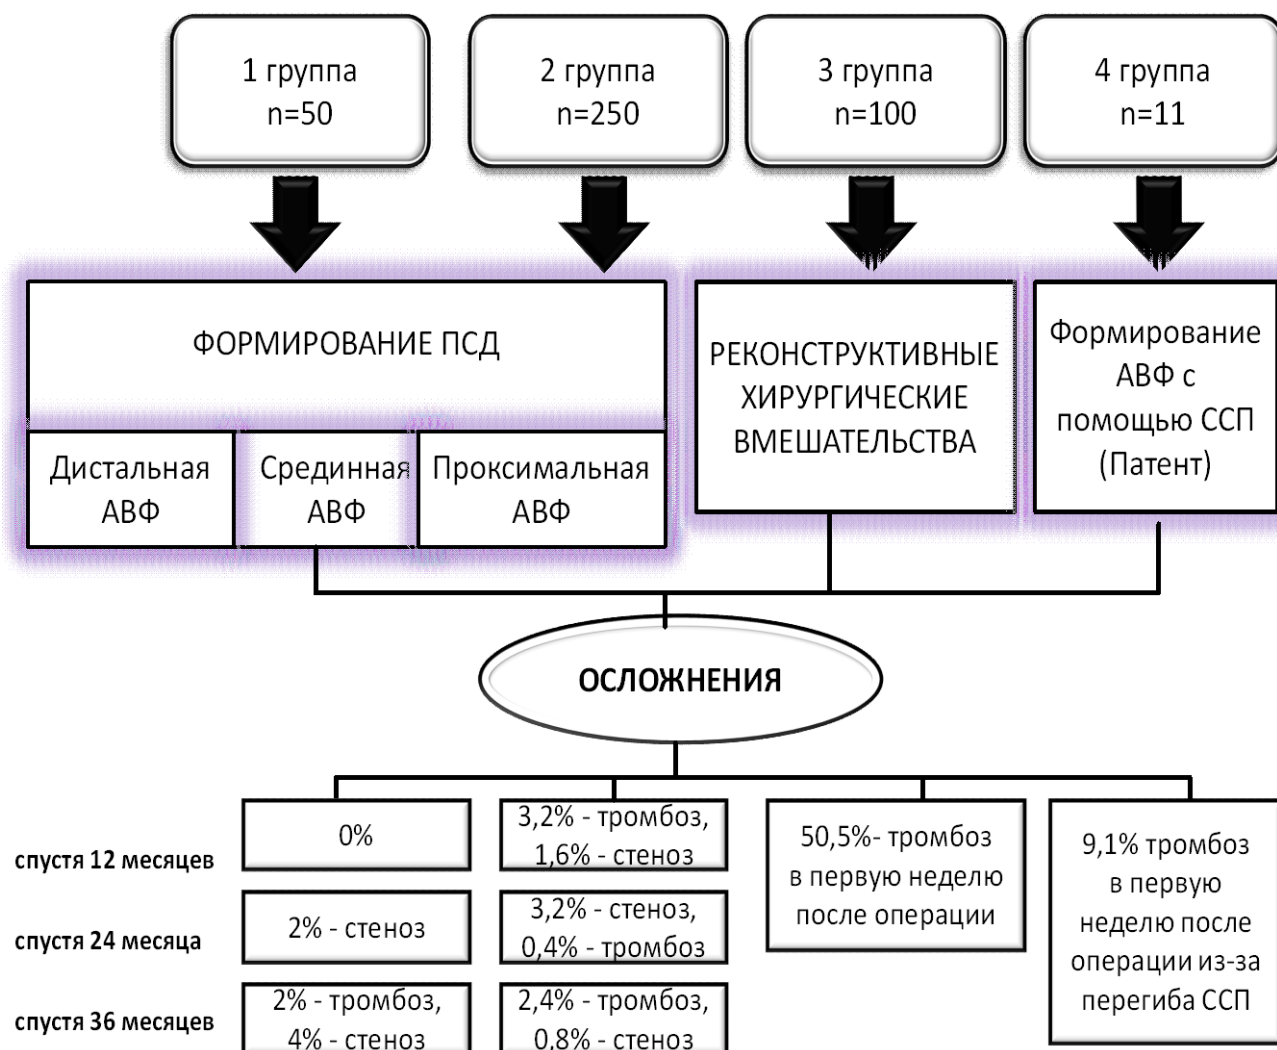 1 группа
n=50
2 группа
n=250
3 группа
n=100
4 группа
n=11
ФОРМИРОВАНИЕ ПСД
Дистальная
АВФ
Срединная
АВФ
Проксимальная
АВФ
РЕКОНСТРУКТИВНЫЕ
ХИРУРГИЧЕСКИЕ
ВМЕШАТЕЛЬСТВА
Формирование
АВФ с
помощью ССП
(Патент)
ОСЛОЖНЕНИЯ
спустя 12 месяцев
0%
3,2% - тромбоз,
1,6% - стеноз
спустя 24 месяца
2% - стеноз
3,2% - стеноз,
0,4% - тромбоз
спустя 36 месяцев
2% - тромбоз,
4% - стеноз
2,4% - тромбоз,
0,8% - стеноз
50,5%- тромбоз
в первую неделю
после операции
9,1% тромбоз
в первую
неделю после
операции из-за
перегиба ССП